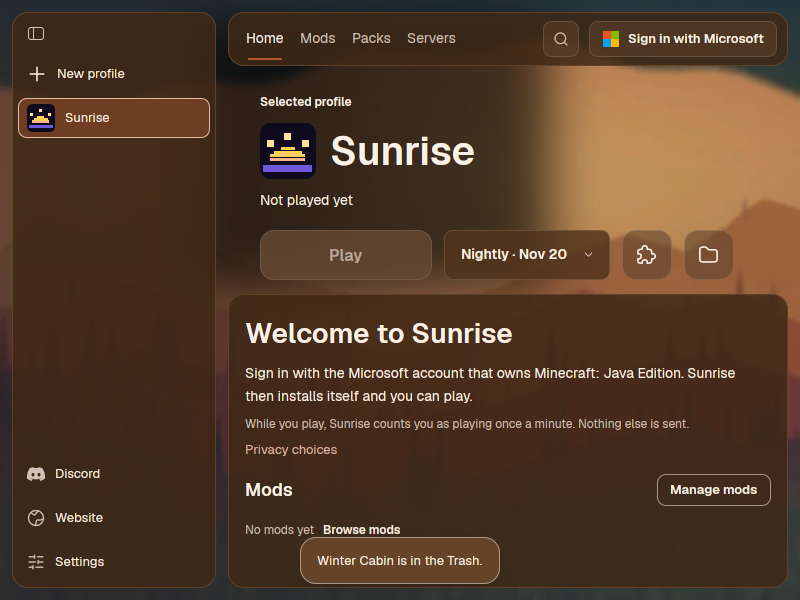 New profile
Sunrise
Discord
Website
Settings
Home Mods Packs Servers
Sign in with Microsoft
Selected profile
Sunrise
Not played yet
Play
Nightly · Nov 20
Welcome to Sunrise
Sign in with the Microsoft account that owns Minecraft: Java Edition. Sunrise
then installs itself and you can play.
While you play, Sunrise counts you as playing once a minute. Nothing else is sent.
Privacy choices
Mods
Manage mods
No mods yet Browse mods
Winter Cabin is in the Trash.